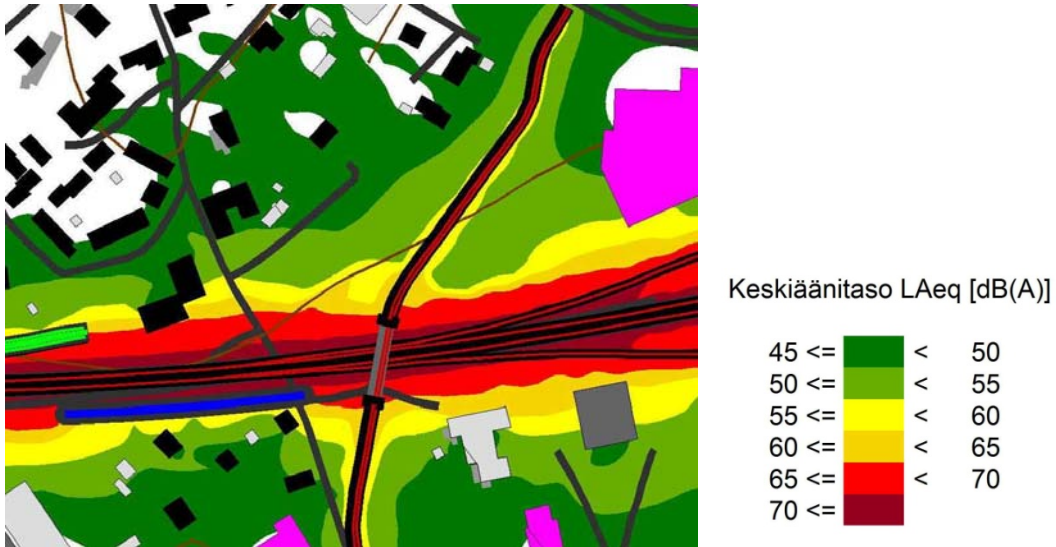 Keskiäänitaso LAeq [dB(A)]
45 <= < 50
50 <= < 55
55 <= < 60
60 <= < 65
65 <= < 70
70 <=